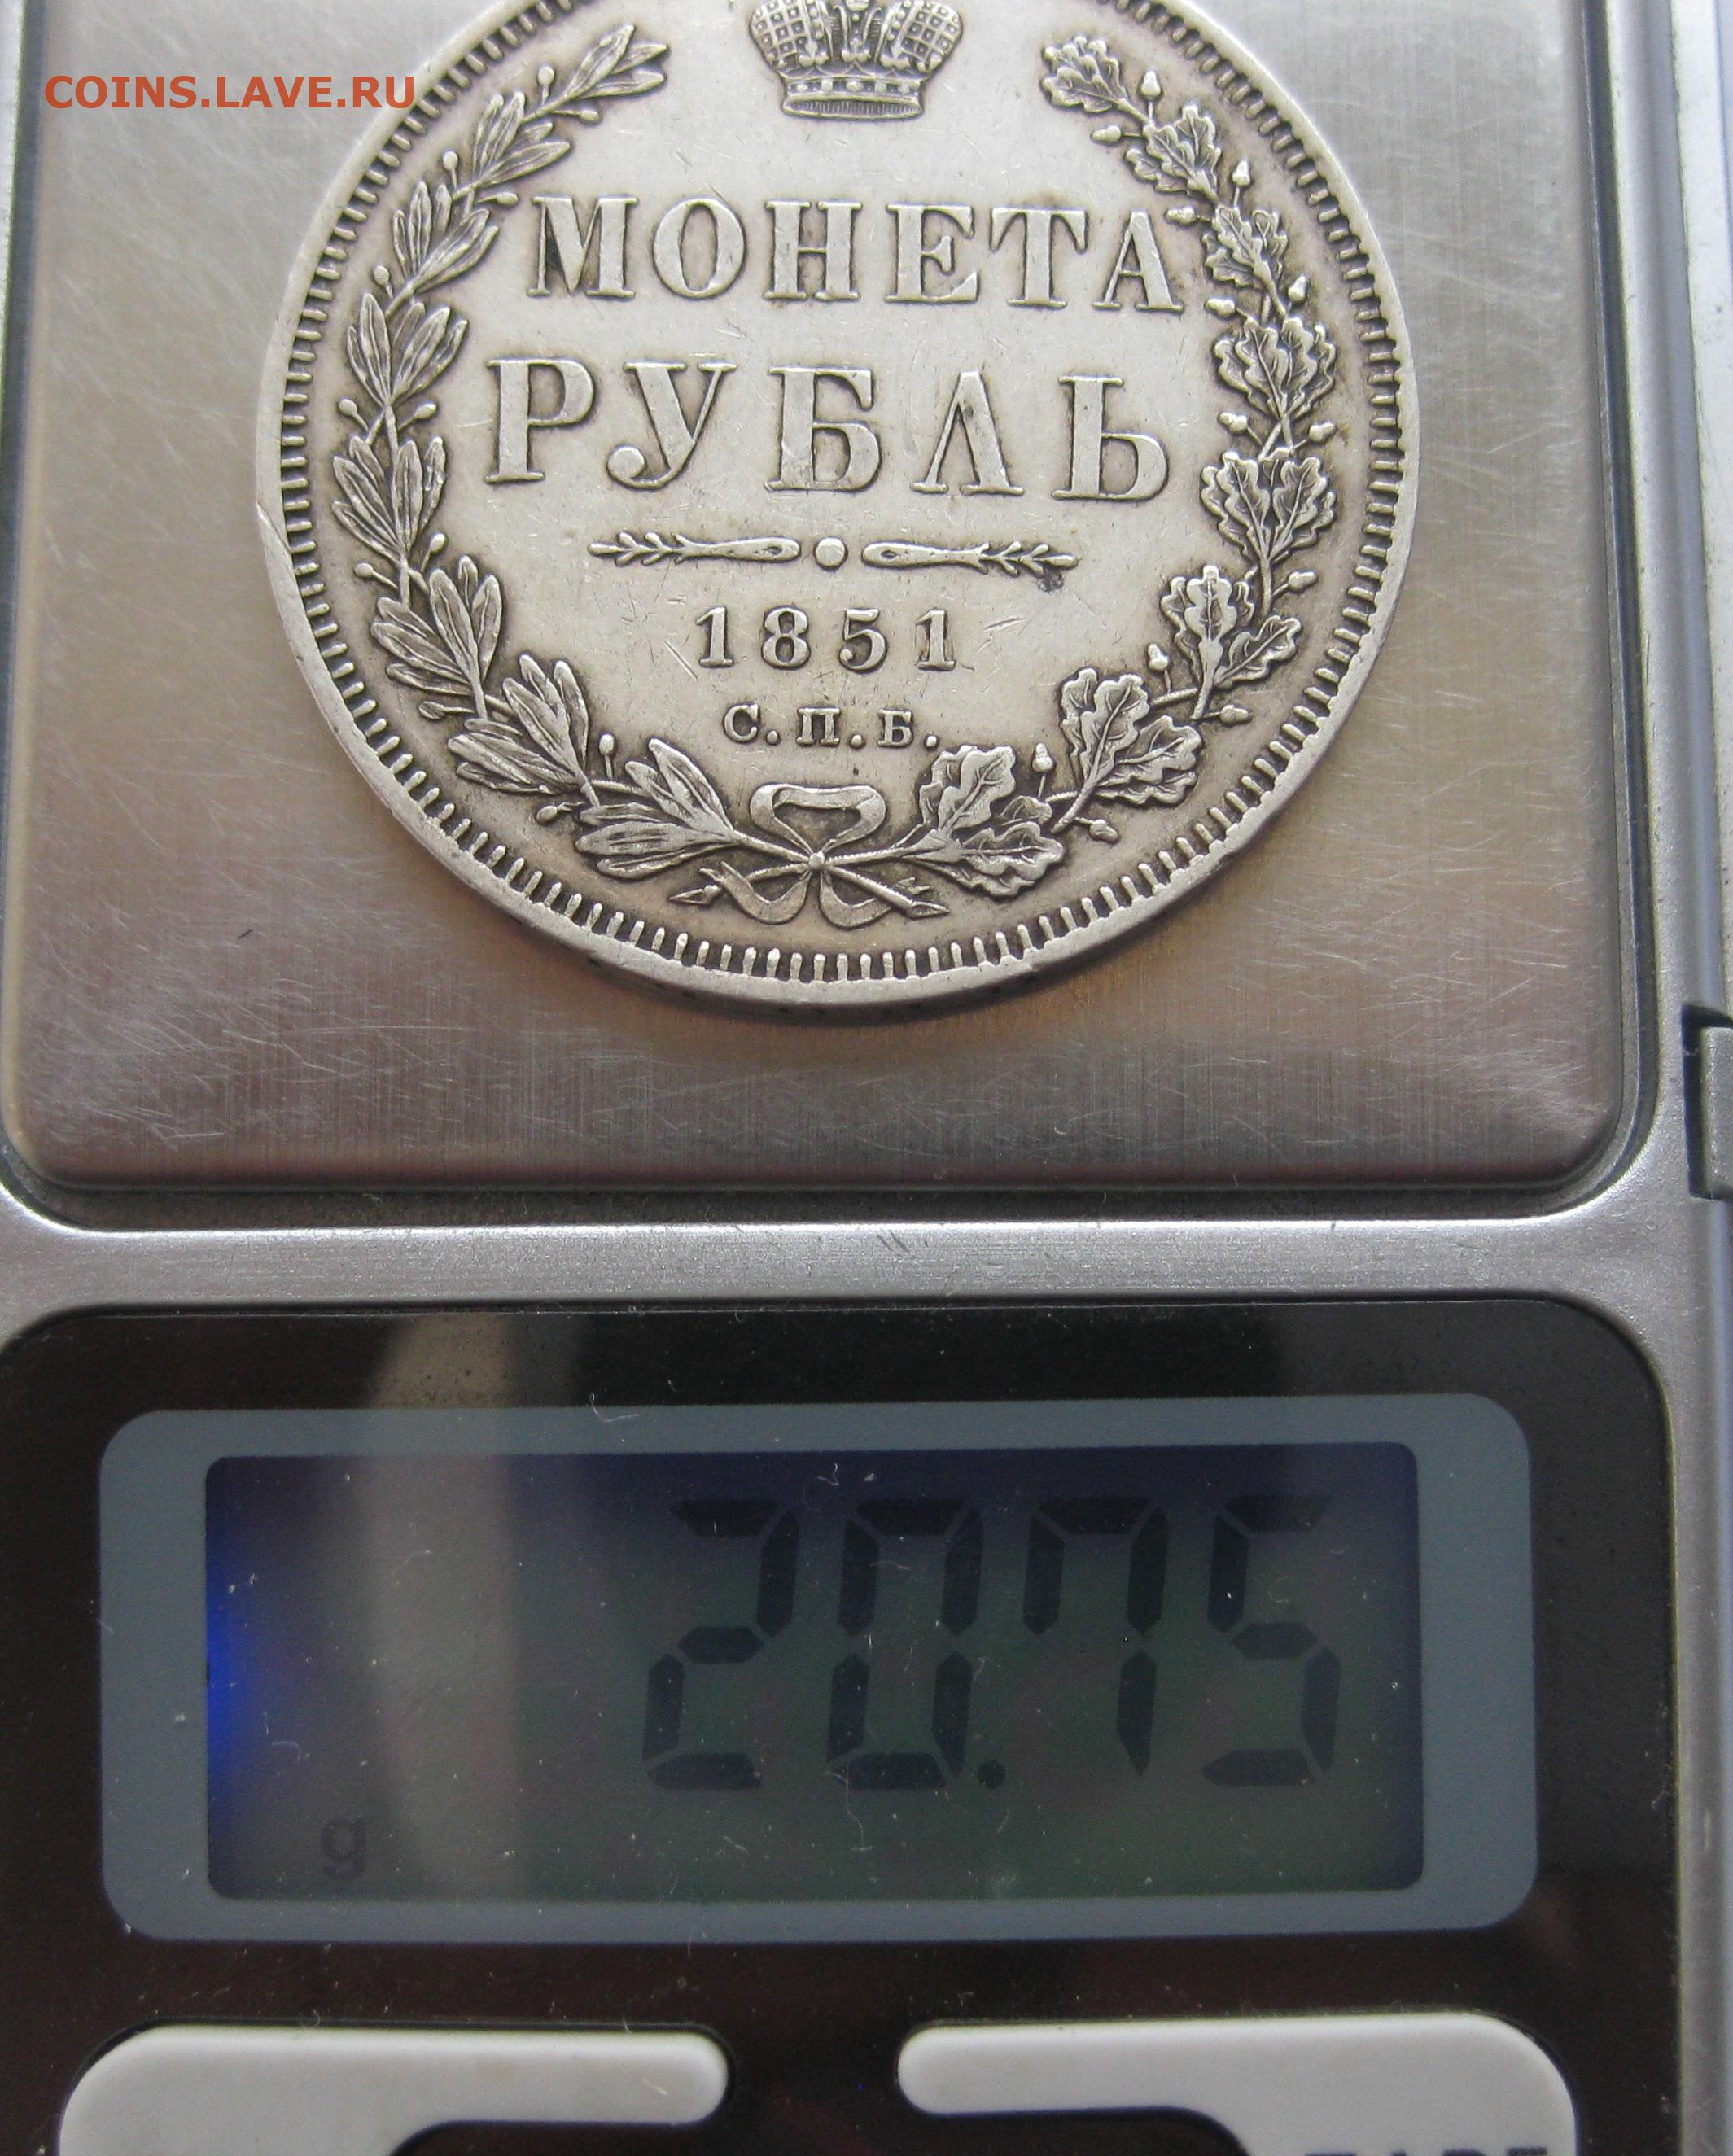 COINS.LAVE.RU
МОНЕТА
РУБЛЬ
1851
С.П.Б.
20.75
g